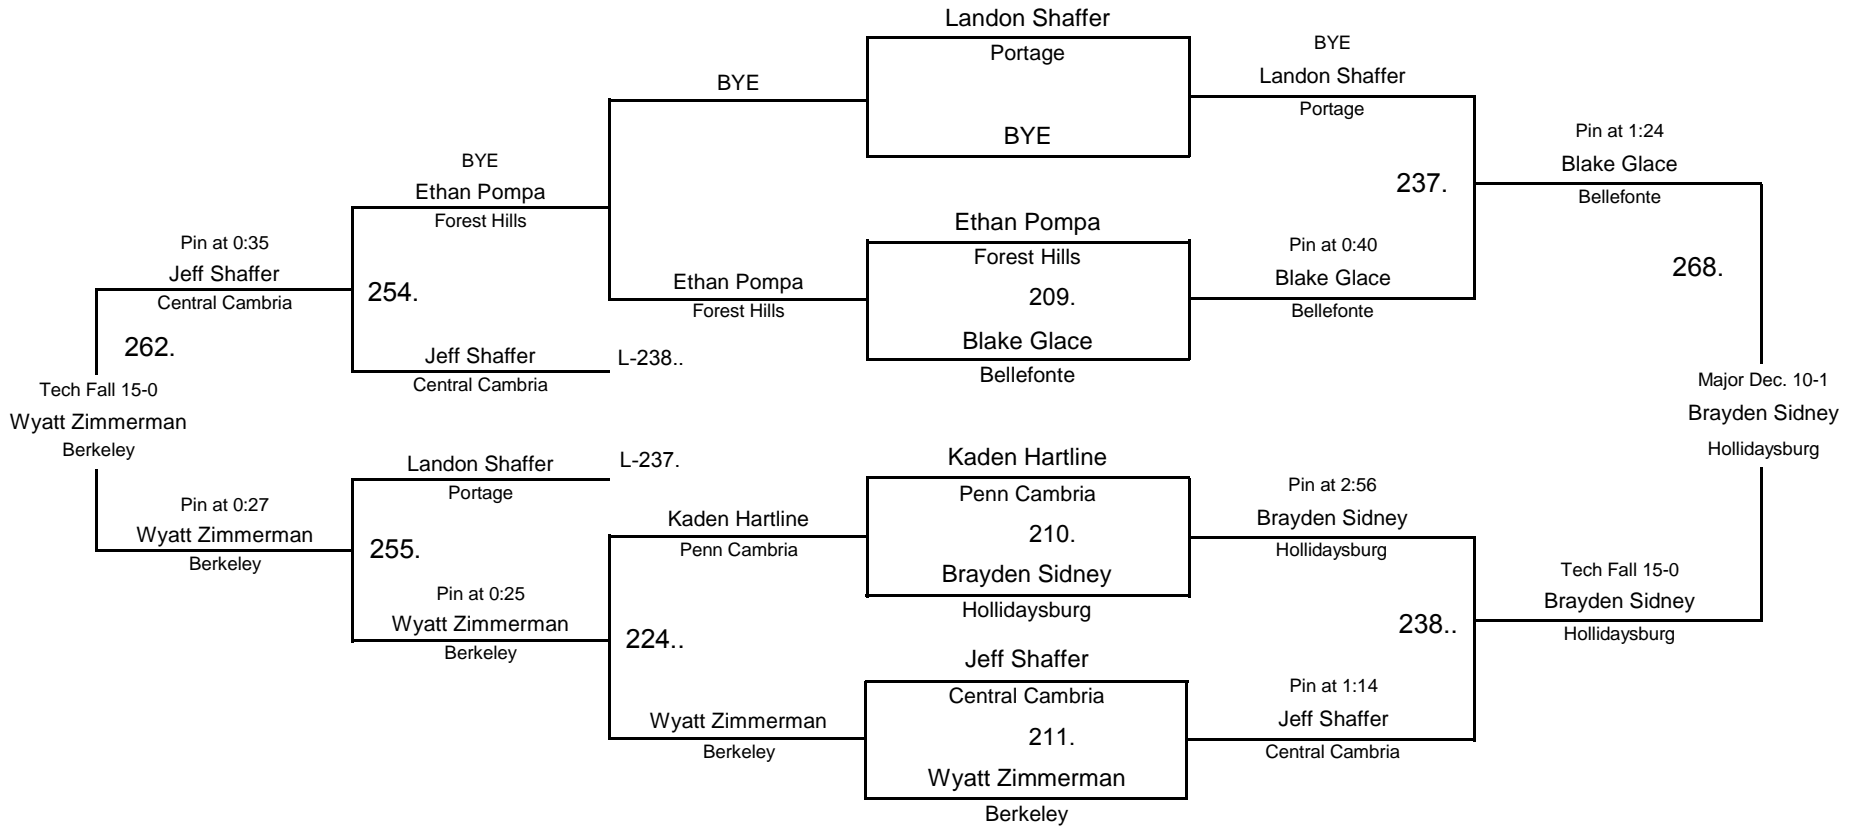 Landon Shaffer
Portage
BYE
BYE
BYE
Landon Shaffer
Portage
Pin at 1:24
Blake Glace
Bellefonte
BYE
Ethan Pompa
Forest Hills
237.
Ethan Pompa
Forest Hills
209.
Blake Glace
Bellefonte
Pin at 0:40
Blake Glace
Bellefonte
268.
Pin at 0:35
Jeff Shaffer
Central Cambria
254.
Ethan Pompa
Forest Hills
262.
Jeff Shaffer
Central Cambria
L-238..
Tech Fall 15-0
Wyatt Zimmerman
Berkeley
Major Dec. 10-1
Brayden Sidney
Hollidaysburg
Landon Shaffer
Portage
L-237.
Kaden Hartline
Penn Cambria
210.
Brayden Sidney
Hollidaysburg
Pin at 2:56
Brayden Sidney
Hollidaysburg
Pin at 0:27
Wyatt Zimmerman
Berkeley
255.
Kaden Hartline
Penn Cambria
Pin at 0:25
Wyatt Zimmerman
Berkeley
224..
238..
Tech Fall 15-0
Brayden Sidney
Hollidaysburg
Jeff Shaffer
Central Cambria
211.
Wyatt Zimmerman
Berkeley
Pin at 1:14
Jeff Shaffer
Central Cambria
Wyatt Zimmerman
Berkeley